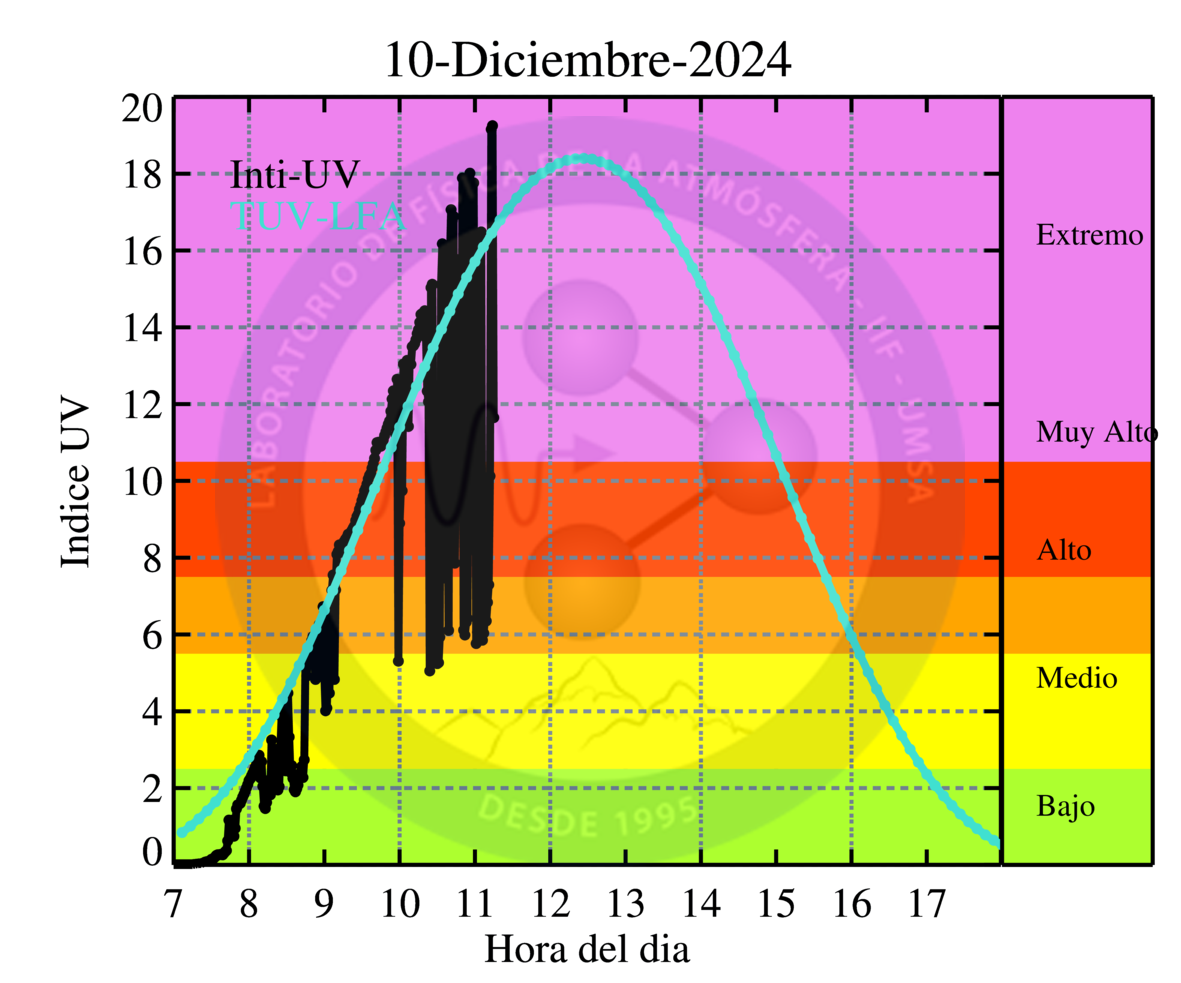 10-Diciembre-2024
Inti-UV
TUV-LFA
Indice UV
20
18
16
14
12
10
8
6
4
2
0
7 8 9 10 11 12 13 14 15 16 17
Hora del dia
Extremo
Muy Alto
Alto
Medio
Bajo
LABORATORIO DE FÍSICA DE LA ATMÓSFERA - IIF - UMSA
DESDE 1995